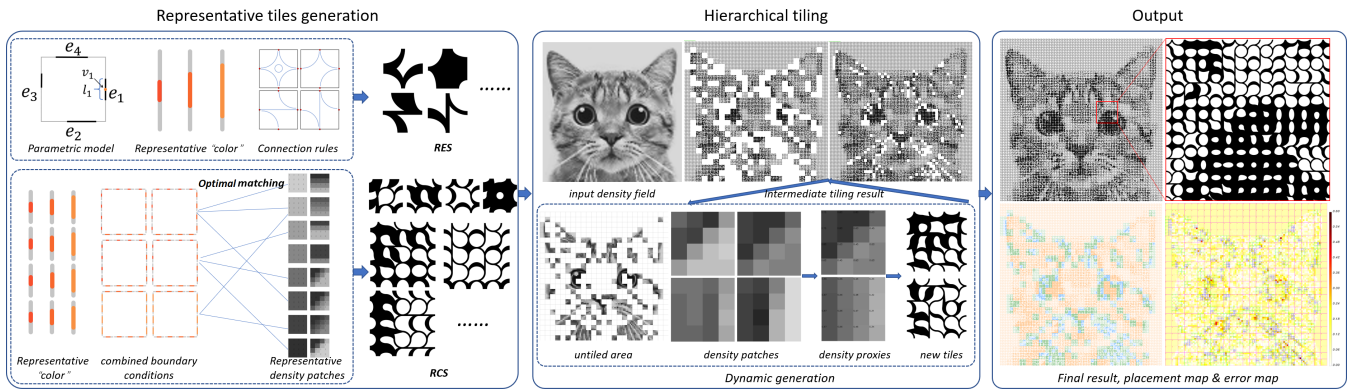 Representative tiles generation
Hierarchical tiling
Output
e4
v1
l1
e3
e1
e2
Parametric model
Representative “color”
Connection rules
RES
......
Optimal matching
Representative
“color”
combined boundary
conditions
Representative
density patches
......
RCS
input density field
Intermediate tiling result
untiled area
density patches
density proxies
new tiles
Dynamic generation
Final result, placement map & error map